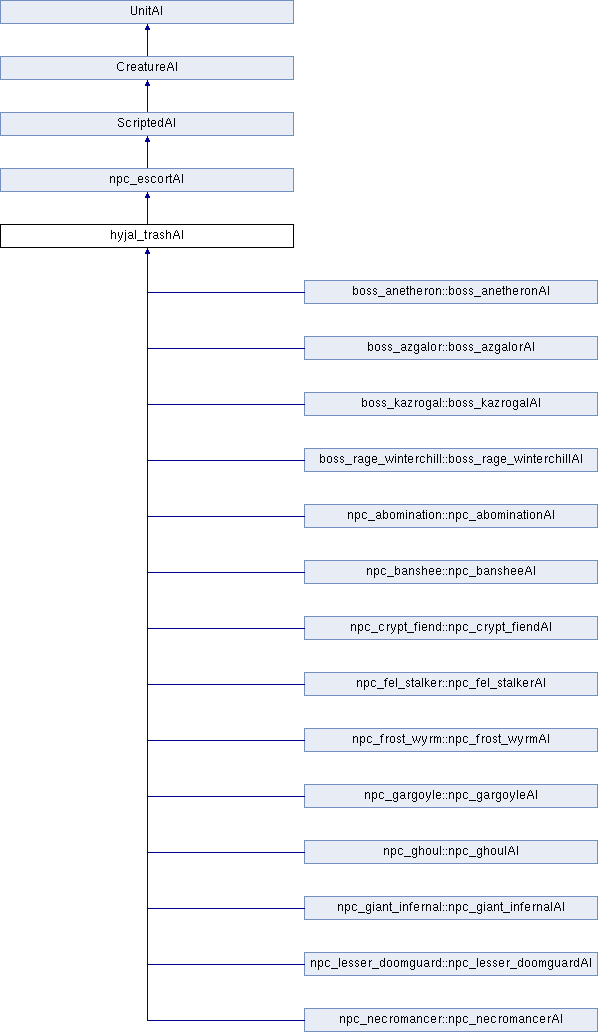 UnitAI
CreatureAI
ScriptedAI
npc_escortAI
hyjal_trashAI
boss_anetheron::boss_anetheronAI
boss_azgalor::boss_azgalorAI
boss_kazrogal::boss_kazrogalAI
boss_rage_winterchill::boss_rage_winterchillAI
npc_abomination::npc_abominationAI
npc_banshee::npc_bansheeAI
npc_crypt_fiend::npc_crypt_fiendAI
npc_fel_stalker::npc_fel_stalkerAI
npc_frost_wyrm::npc_frost_wyrmAI
npc_gargoyle::npc_gargoyleAI
npc_ghoul::npc_ghoulAI
npc_giant_infernal::npc_giant_infernalAI
npc_lesser_doomguard::npc_lesser_doomguardAI
npc_necromancer::npc_necromancerAI